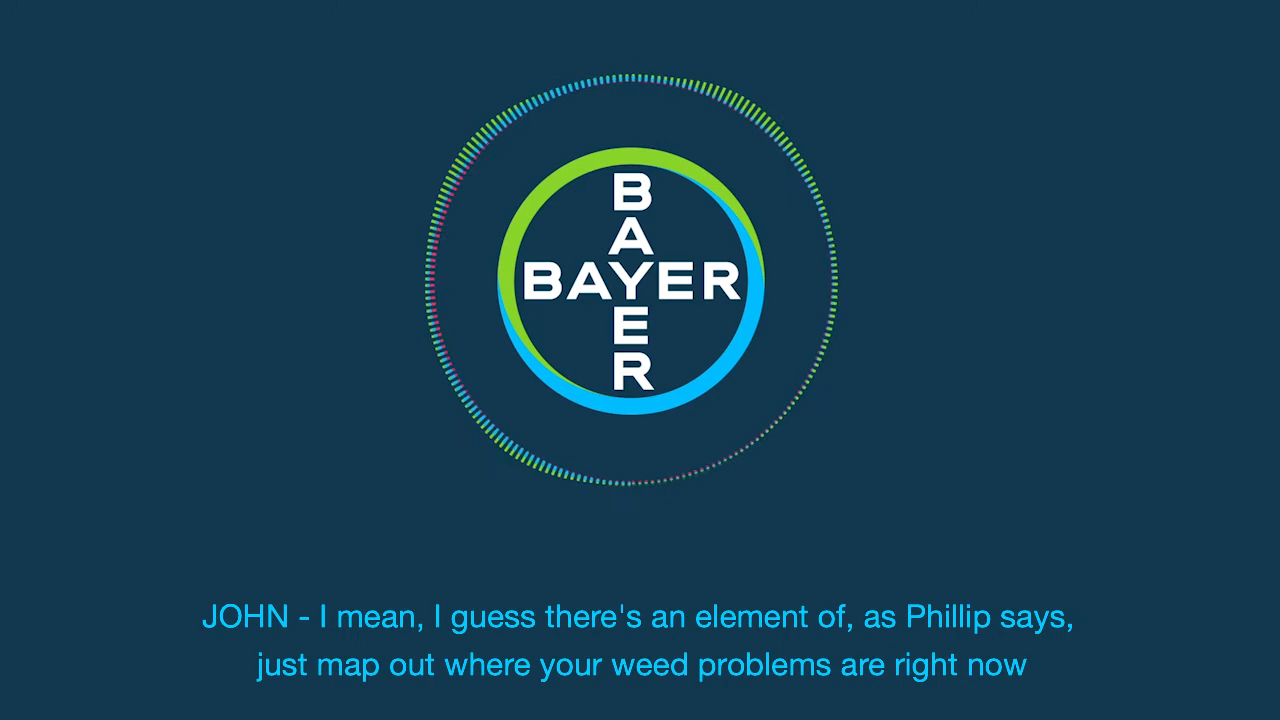 BAYER
BAYER
JOHN - I mean, I guess there's an element of, as Phillip says,
just map out where your weed problems are right now